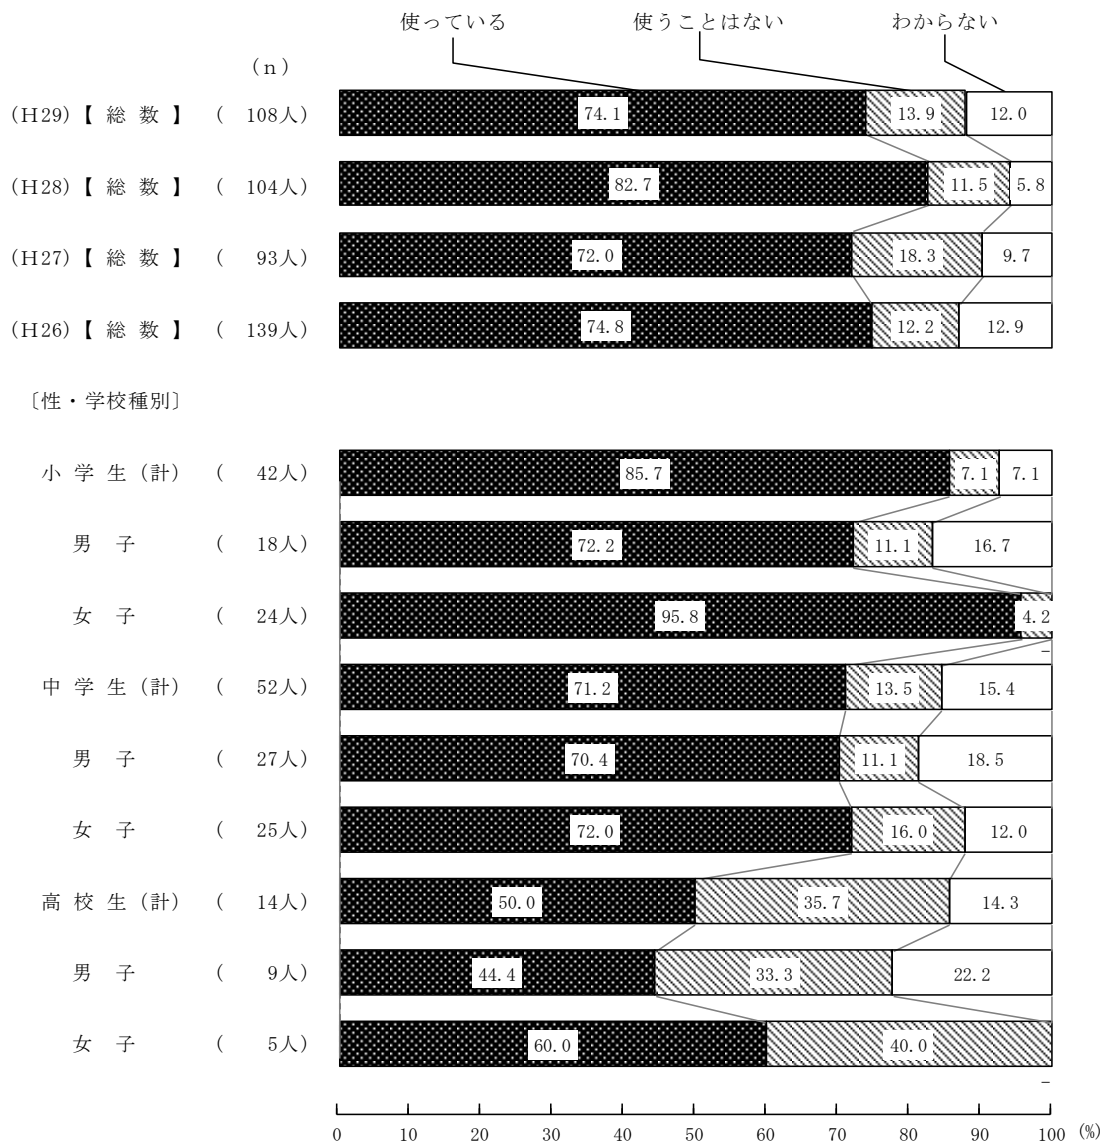 使っている 使うことはない わからない
(n)
(H29)【 総 数 】 ( 108人) 74.1 13.9 12.0
(H28)【 総 数 】 ( 104人) 82.7 11.5 5.8
(H27)【 総 数 】 ( 93人) 72.0 18.3 9.7
(H26)【 総 数 】 ( 139人) 74.8 12.2 12.9
〔性・学校種別〕
小 学 生 (計) ( 42人) 85.7 7.1 7.1
男 子 ( 18人) 72.2 11.1 16.7
女 子 ( 24人) 95.8 4.2
-
中 学 生 (計) ( 52人) 71.2 13.5 15.4
男 子 ( 27人) 70.4 11.1 18.5
女 子 ( 25人) 72.0 16.0 12.0
高 校 生 (計) ( 14人) 50.0 35.7 14.3
男 子 ( 9人) 44.4 33.3 22.2
女 子 ( 5人) 60.0 40.0
-
0 10 20 30 40 50 60 70 80 90 100 (%)